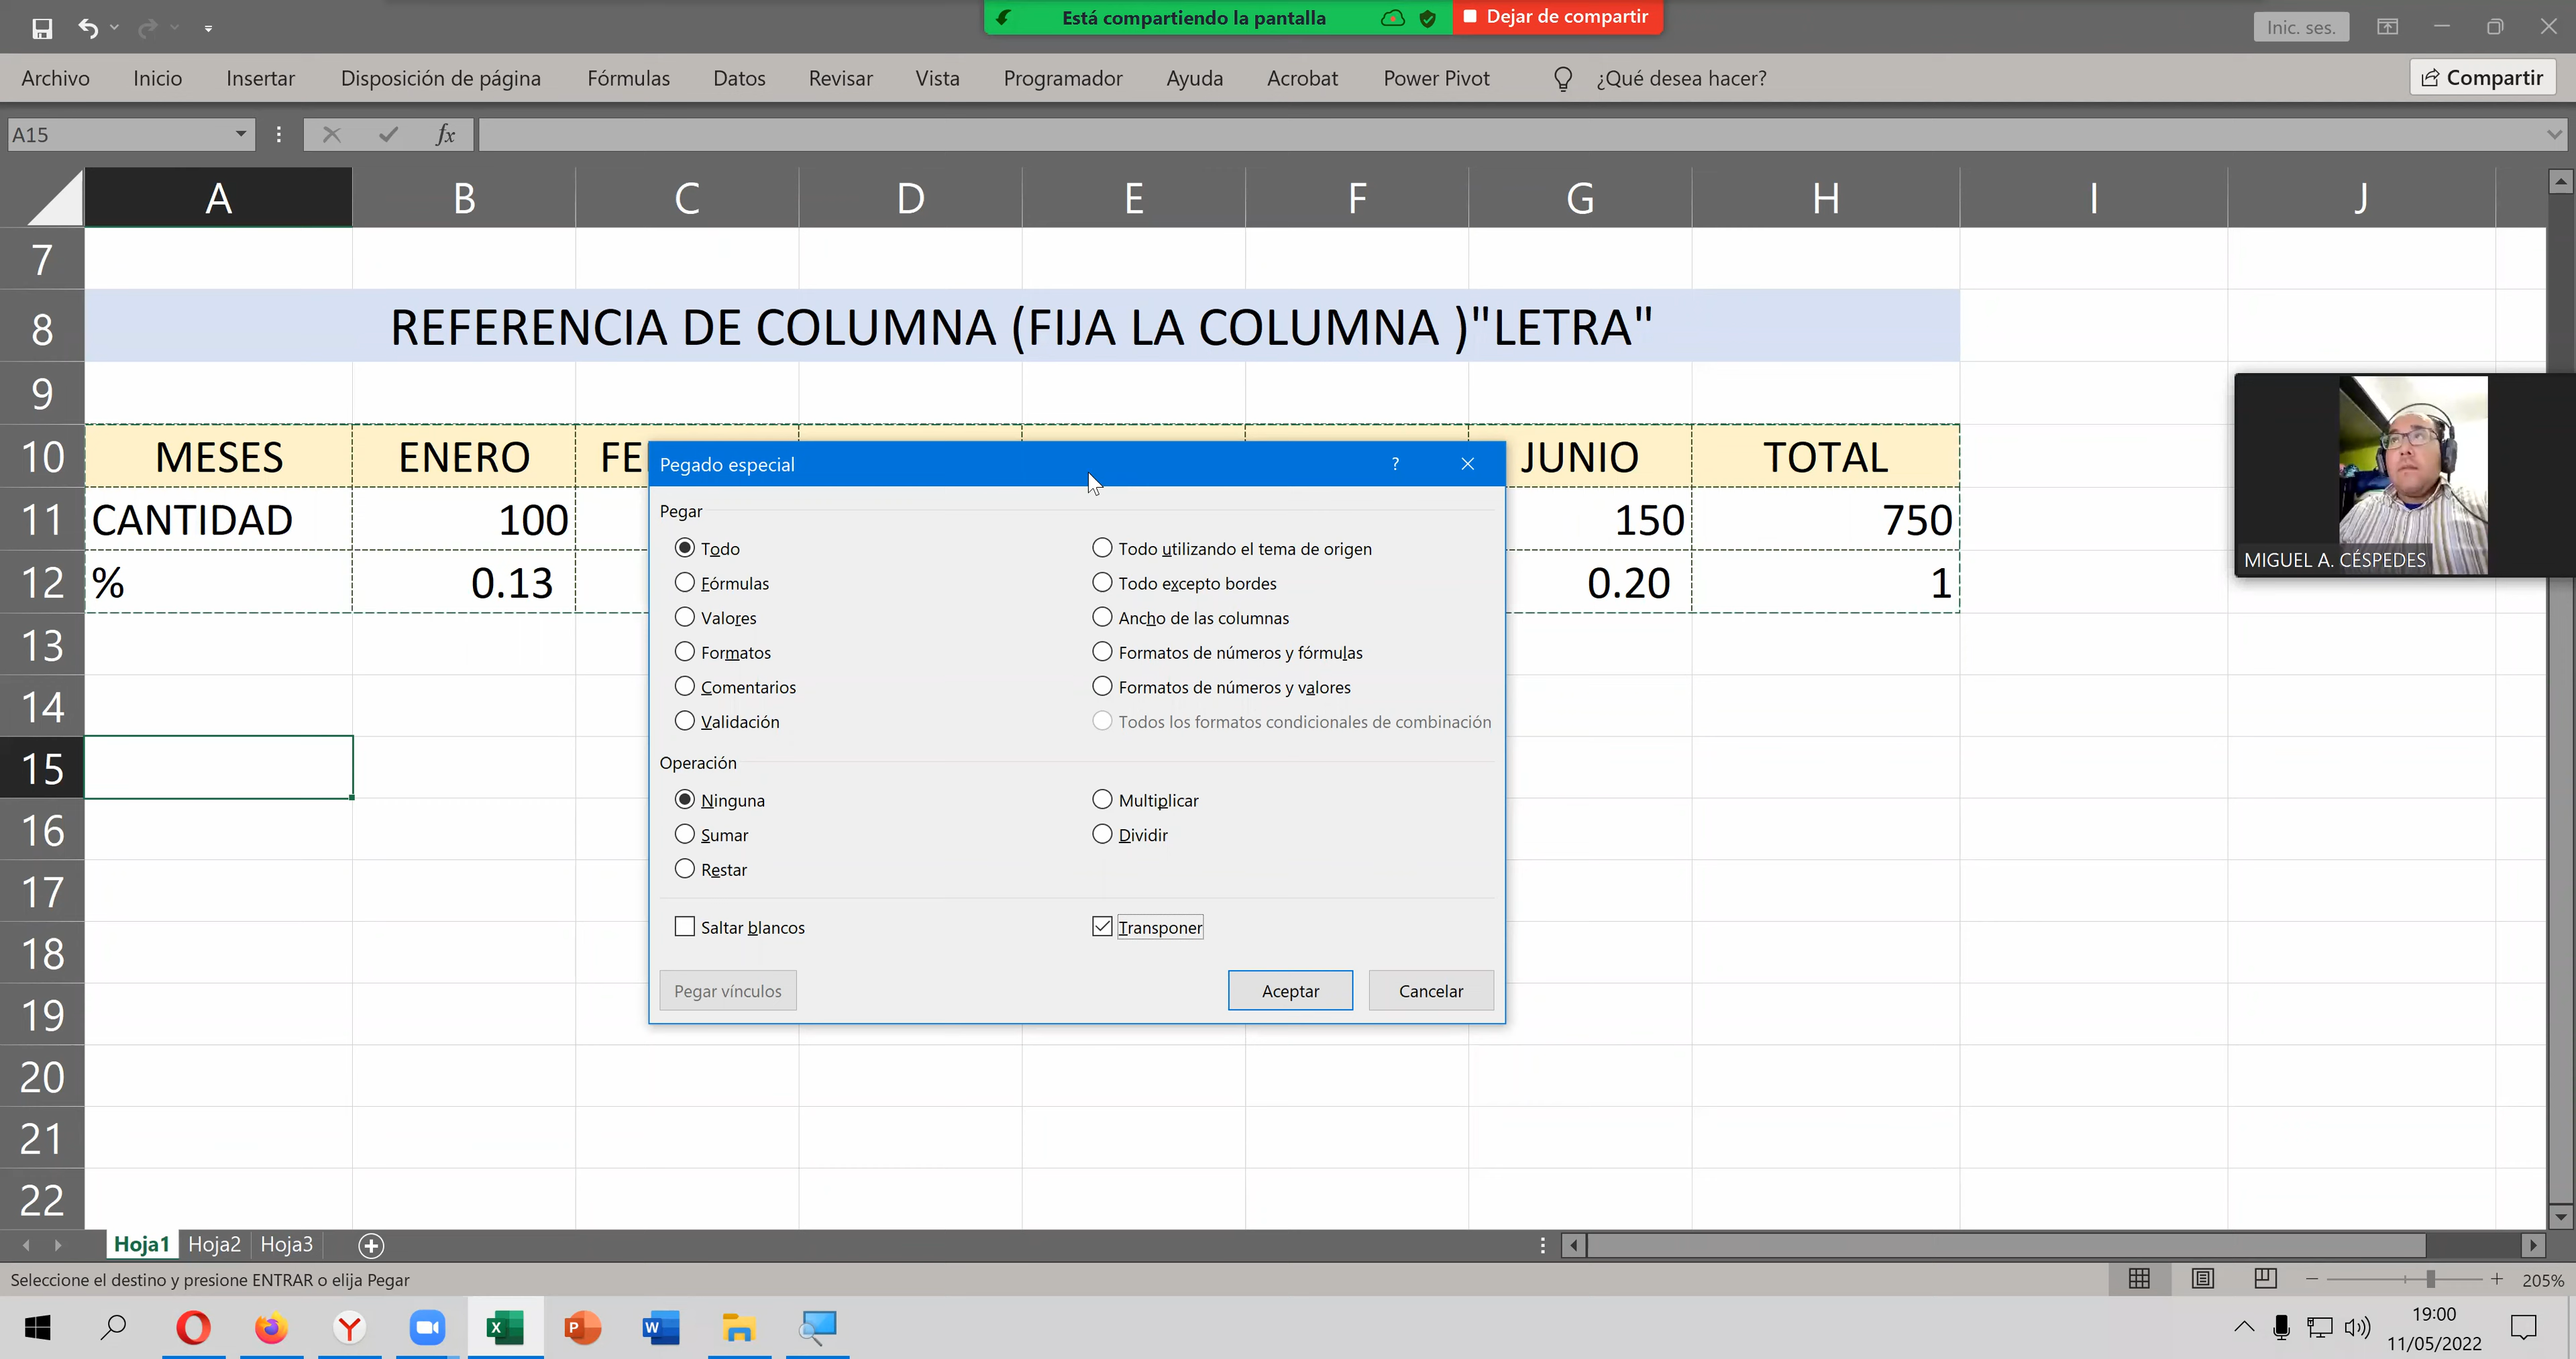 Está compartiendo la pantalla
Dejar de compartir
Inic. ses.
Archivo Inicio Insertar Disposición de página Fórmulas Datos Revisar Vista Programador Ayuda Acrobat Power Pivot ¿Qué desea hacer? Compartir
A15 fx
A B C D E F G H I J
7
8 REFERENCIA DE COLUMNA (FIJA LA COLUMNA )"LETRA"
9
10 MESES ENERO FE JUNIO TOTAL
11 CANTIDAD 100 150 750
12 % 0.13 0.20 1
13
14
15
16
17
18
19
20
21
22
Pegado especial ?
Pegar
Todo Todo utilizando el tema de origen
Fórmulas Todo excepto bordes
Valores Ancho de las columnas
Formatos Formatos de números y fórmulas
Comentarios Formatos de números y valores
Validación Todos los formatos condicionales de combinación
Operación
Ninguna Multiplicar
Sumar Dividir
Restar
Saltar blancos Transponer
Pegar vínculos Aceptar Cancelar
MIGUEL A. CÉSPEDES
Hoja1 Hoja2 Hoja3
Seleccione el destino y presione ENTRAR o elija Pegar
205%
19:00
11/05/2022